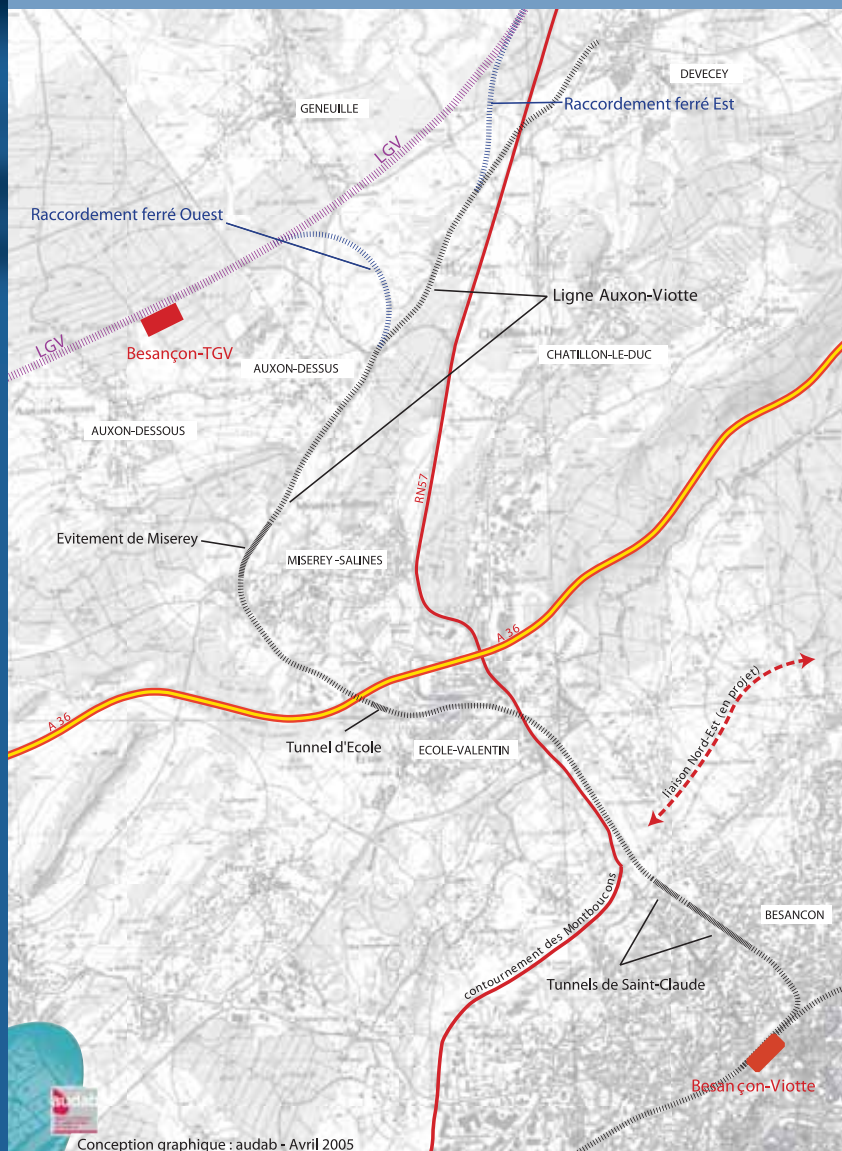 DEVECEY
GENEUILLE
Raccordement ferré Est
LGV
Raccordement ferré Ouest
Ligne Auxon-Viotte
LGV
Besançon-TGV
CHATILLON-LE-DUC
AUXON-DESSUS
AUXON-DESSOUS
RN57
Evitement de Miserey
MISEREY-SALINES
A 36
liaison Nord-Est (en projet)
A 36
Tunnel d'Ecole
ECOLE-VALENTIN
contournement des Montboucons
BESANCON
Tunnels de Saint-Claude
Besançon-Viotte
audab
Conception graphique : audab - Avril 2005